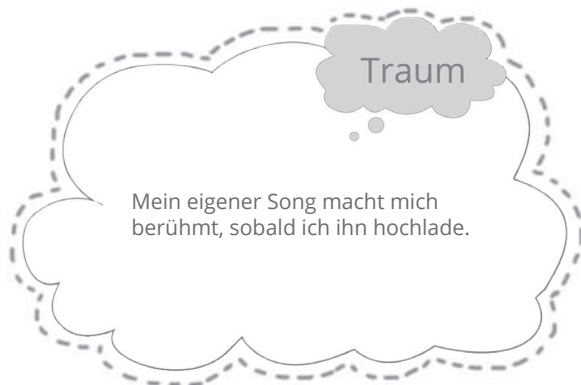 Traum
Mein eigener Song macht mich
berühmt, sobald ich ihn hochlade.